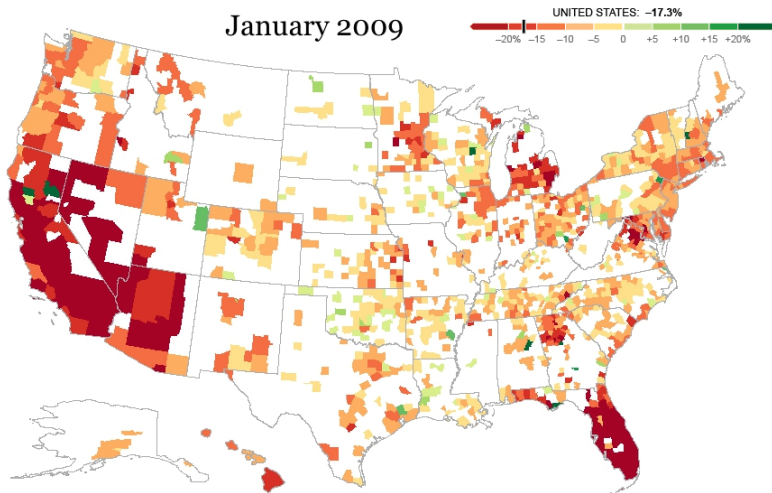 January 2009
UNITED STATES: –17.3%
–20% –15 –10 –5 0 +5 +10 +15 +20%